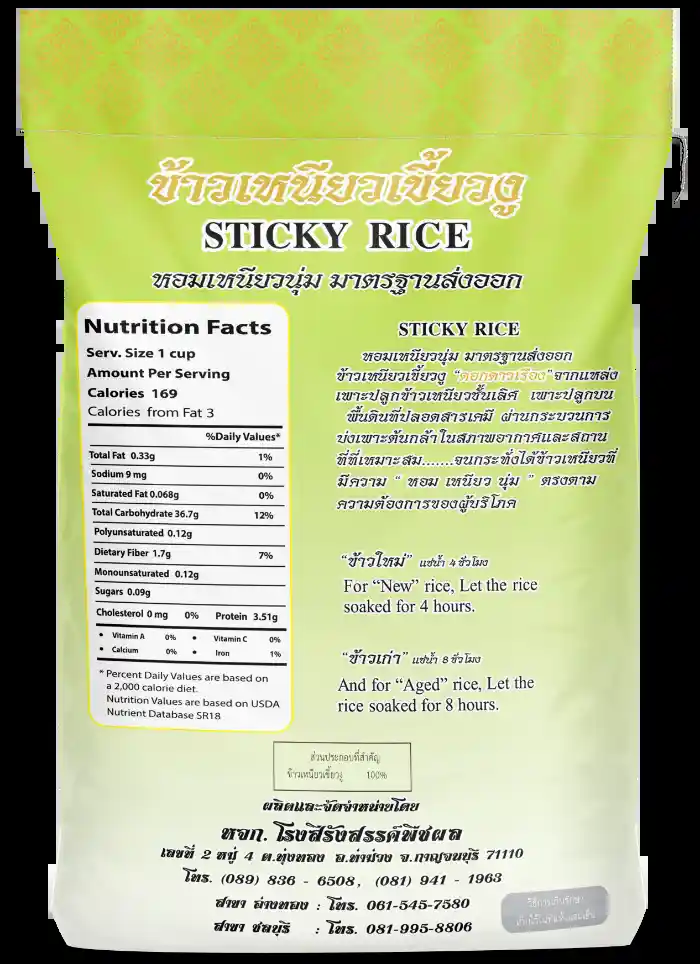 ข้าวเหนียวเขี้ยวงู
STICKY RICE
หอมเหนียวนุ่ม มาตรฐานส่งออก
Nutrition Facts
Serv. Size 1 cup
Amount Per Serving
Calories 169
Calories from Fat 3
%Daily Values*
Total Fat 0.33g 1%
Sodium 9 mg 0%
Saturated Fat 0.068g 0%
Total Carbohydrate 36.7g 12%
Polyunsaturated 0.12g
Dietary Fiber 1.7g 7%
Monounsaturated 0.12g
Sugars 0.09g
Cholesterol 0 mg 0% Protein 3.51g
• Vitamin A 0% • Vitamin C 0%
• Calcium 0% • Iron 1%
* Percent Daily Values are based on
a 2,000 calorie diet.
Nutrition Values are based on USDA
Nutrient Database SR18
STICKY RICE
หอมเหนียวนุ่ม มาตรฐานส่งออก
ข้าวเหนียวเขี้ยวงู "ดอกดาวเรือง"จากแหล่ง
เพาะปลูกข้าวเหนียวชั้นเลิศ เพาะปลูกบน
พื้นดินที่ปลอดสารเคมี ผ่านกระบวนการ
บ่งเพาะต้นกล้าในสภาพอากาศและสถาน
ที่ที่เหมาะสม.......จนกระทั่งได้ข้าวเหนียวที่
มีความ " หอม เหนียว นุ่ม " ตรงตาม
ความต้องการของผู้บริโภค
"ข้าวใหม่" แช่น้ำ 4 ชั่วโมง
For "New" rice, Let the rice
soaked for 4 hours.
"ข้าวเก่า" แช่น้ำ 8 ชั่วโมง
And for "Aged" rice, Let the
rice soaked for 8 hours.
ส่วนประกอบที่สำคัญ
ข้าวเหนียวเขี้ยวงู 100%
ผลิตและจัดจำหน่ายโดย
หจก. โรงสีรังสรรค์พืชผล
เลขที่ 2 หมู่ 4 ต.ทุ่งทอง อ.ท่าม่วง จ.กาญจนบุรี 71110
โทร. (089) 836 - 6508, (081) 941 - 1963
สาขา อ่างทอง : โทร. 061-545-7580
สาขา ชลบุรี : โทร. 081-995-8806
วิธีการเก็บรักษา